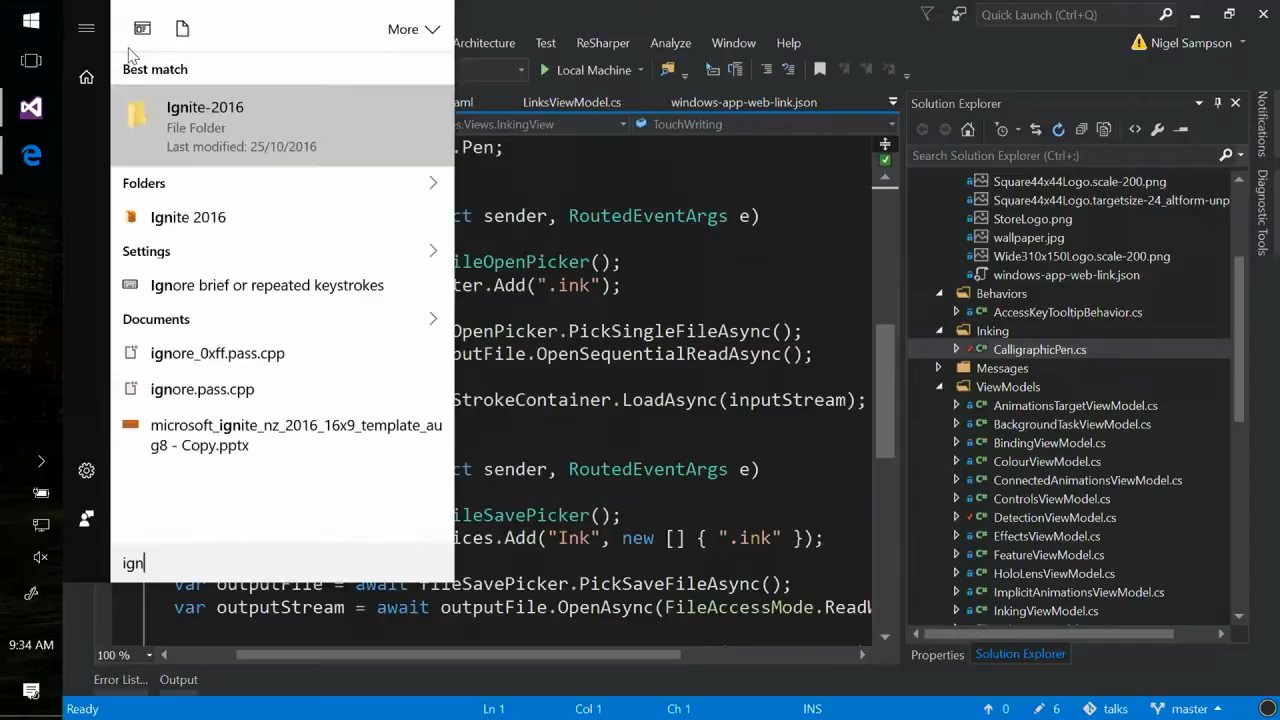 More
Best match
Ignite-2016
File Folder
Last modified: 25/10/2016
Folders
Ignite 2016
Settings
Ignore brief or repeated keystrokes
Documents
ignore_0xff.pass.cpp
ignore.pass.cpp
microsoft_ignite_nz_2016_16x9_template_au
g8 - Copy.pptx
ign
9:34 AM
Quick Launch (Ctrl+Q)
rchitecture Test ReSharper Analyze Window Help
Nigel Sampson
Local Machine
aml LinksViewModel.cs windows-app-web-link.json
s.Views.InkingView TouchWriting
.Pen;
ct sender, RoutedEventArgs e)
ileOpenPicker();
ter.Add(".ink");
OpenPicker.PickSingleFileAsync();
putFile.OpenSequentialReadAsync();
StrokeContainer.LoadAsync(inputStream);
ct sender, RoutedEventArgs e)
ileSavePicker();
ices.Add("Ink", new [] { ".ink" });
var outputFile = await fileSavePicker.PickSaveFileAsync();
var outputStream = await outputFile.OpenAsync(FileAccessMode.ReadW
100 %
Error List... Output
Solution Explorer
Search Solution Explorer (Ctrl+;)
Square44x44Logo.scale-200.png
Square44x44Logo.targetsize-24_altform-unp
StoreLogo.png
wallpaper.jpg
Wide310x150Logo.scale-200.png
windows-app-web-link.json
Behaviors
AccessKeyTooltipBehavior.cs
Inking
CalligraphicPen.cs
Messages
ViewModels
AnimationsTargetViewModel.cs
BackgroundTaskViewModel.cs
BindingViewModel.cs
ColourViewModel.cs
ConnectedAnimationsViewModel.cs
ControlsViewModel.cs
DetectionViewModel.cs
EffectsViewModel.cs
FeatureViewModel.cs
HoloLensViewModel.cs
ImplicitAnimationsViewModel.cs
InkingViewModel.cs
Properties Solution Explorer
Notifications
Diagnostic Tools
Ready Ln 1 Col 1 Ch 1 INS 0 6 talks master